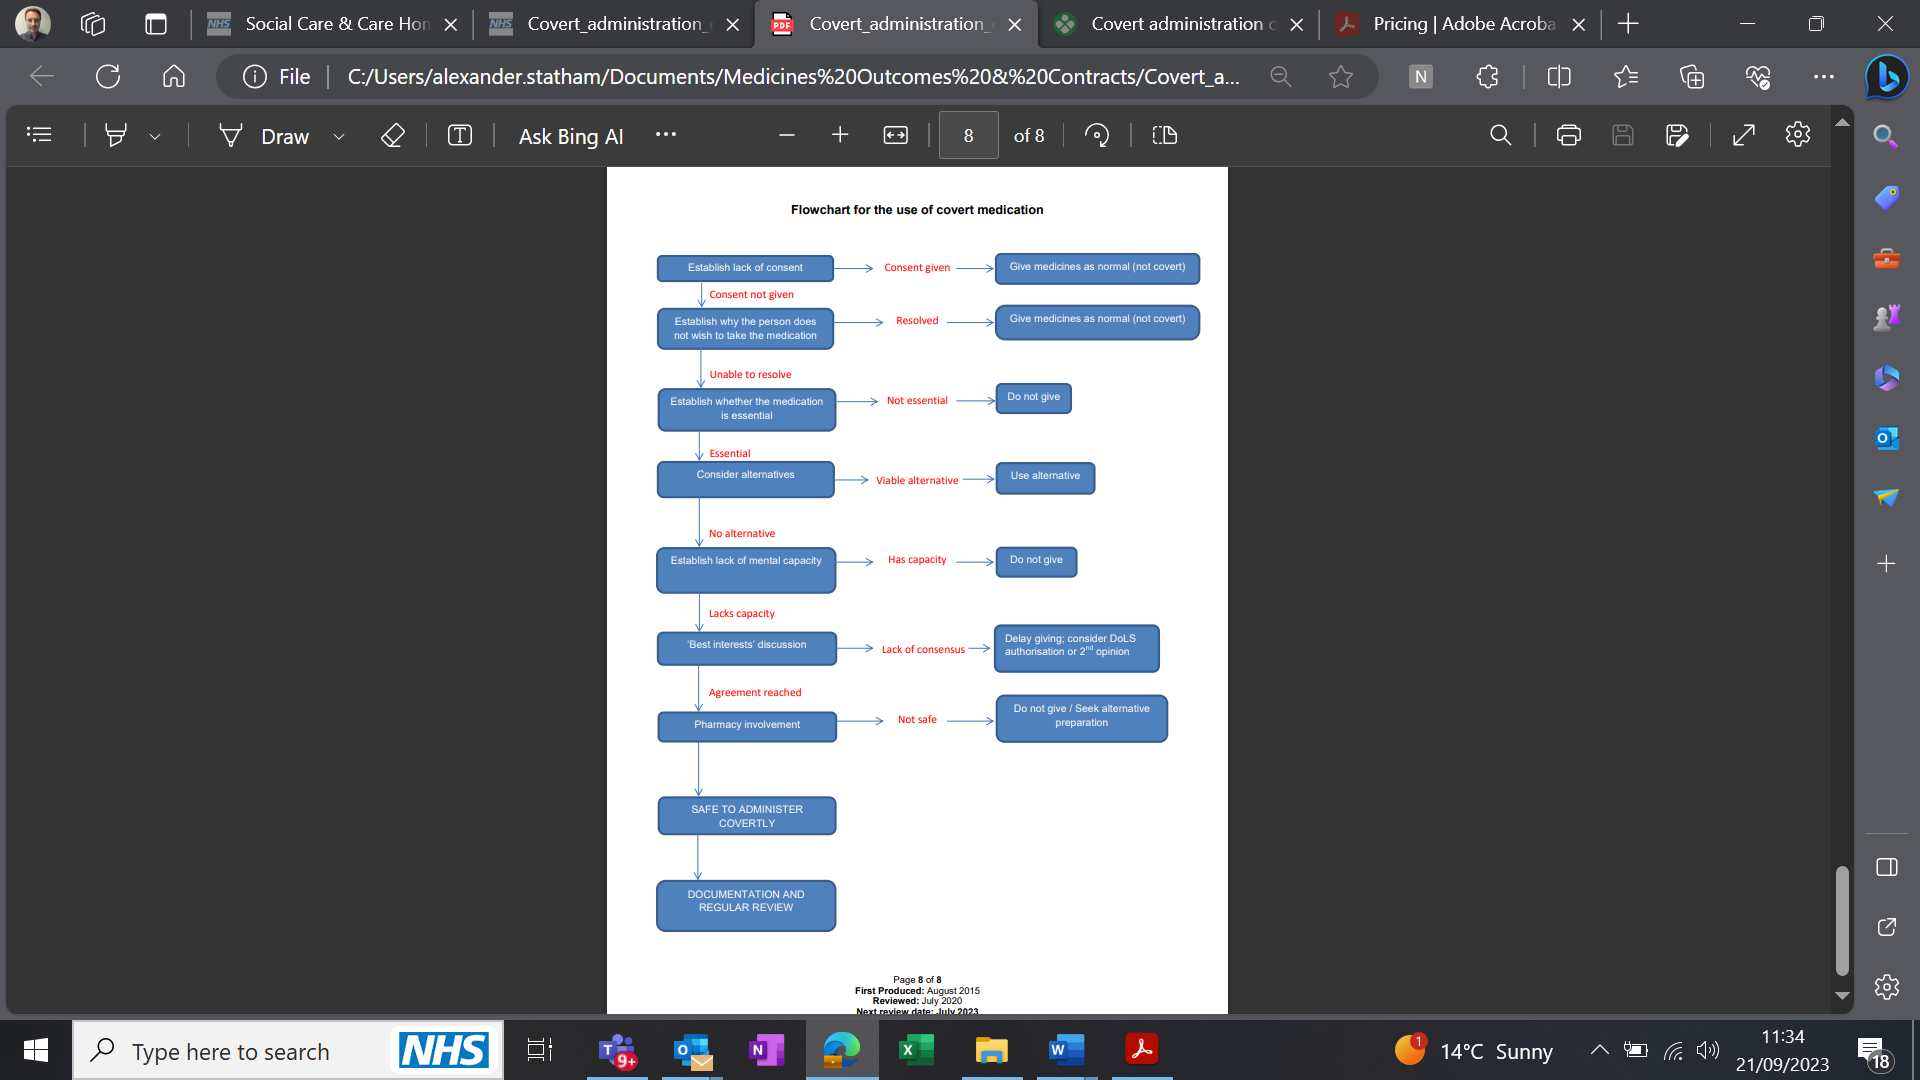 Social Care & Care Hon
Covert_administration_
PDF
Covert_administration_
Covert administration o
Pricing | Adobe Acroba
File
C:/Users/alexander.statham/Documents/Medicines%20Outcomes%20&%20Contracts/Covert_a...
N
Draw
Ask Bing AI
8
of 8
Flowchart for the use of covert medication
Establish lack of consent
Consent given
Give medicines as normal (not covert)
Consent not given
Establish why the person does
not wish to take the medication
Resolved
Give medicines as normal (not covert)
Unable to resolve
Establish whether the medication
is essential
Not essential
Do not give
Essential
Consider alternatives
Viable alternative
Use alternative
No alternative
Establish lack of mental capacity
Has capacity
Do not give
Lacks capacity
'Best interests' discussion
Lack of consensus
Delay giving; consider DoLS
authorisation or 2nd opinion
Agreement reached
Pharmacy involvement
Not safe
Do not give / Seek alternative
preparation
SAFE TO ADMINISTER
COVERTLY
DOCUMENTATION AND
REGULAR REVIEW
Page 8 of 8
First Produced: August 2015
Reviewed: July 2020
Next review date: July 2023
Type here to search
NHS
9+
1
14°C Sunny
11:34
21/09/2023
18